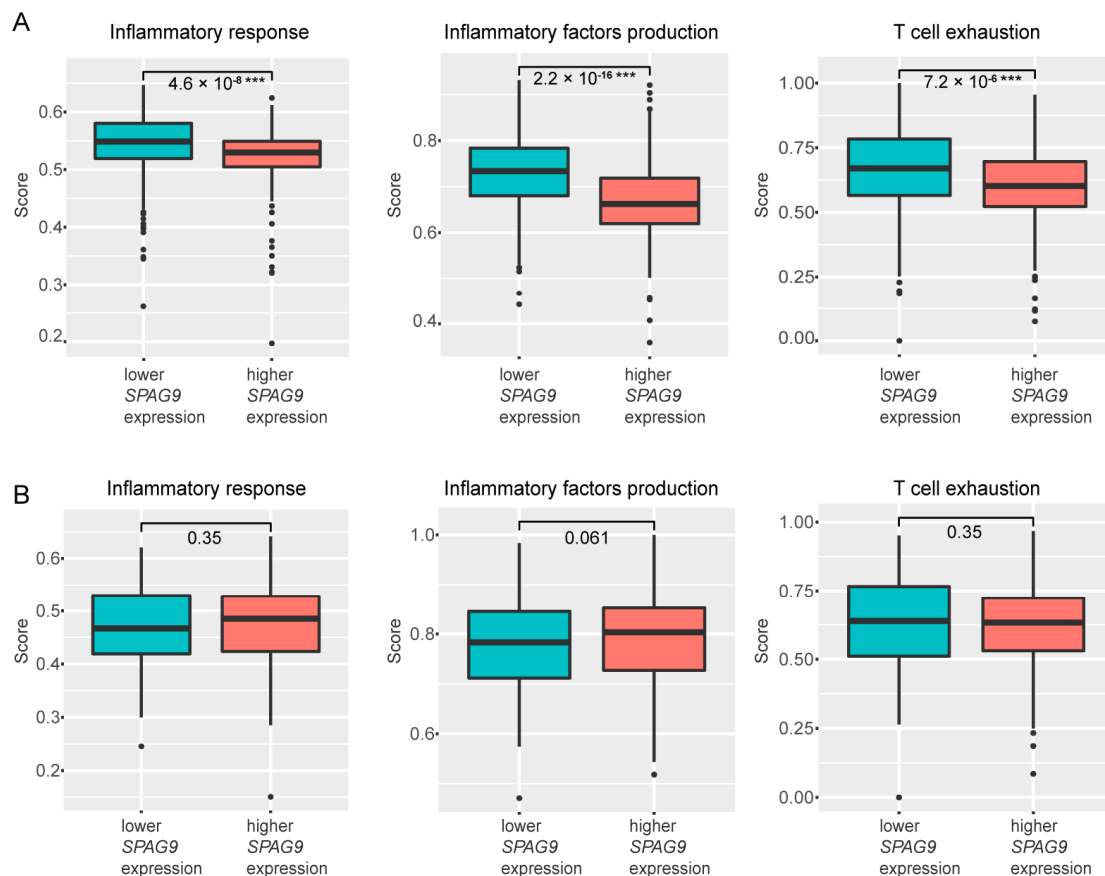 A
Inflammatory response
Inflammatory factors production
T cell exhaustion
4.6 × 10⁻⁸ ***
2.2 × 10⁻¹⁶ ***
7.2 × 10⁻⁶ ***
Score
0.6
0.5
0.4
0.3
0.2
Score
0.8
0.6
0.4
Score
1.00
0.75
0.50
0.25
0.00
lower
SPAG9
expression
higher
SPAG9
expression
lower
SPAG9
expression
higher
SPAG9
expression
lower
SPAG9
expression
higher
SPAG9
expression
B
Inflammatory response
Inflammatory factors production
T cell exhaustion
0.35
0.061
0.35
Score
0.6
0.5
0.4
0.3
0.2
Score
1.0
0.8
0.6
Score
1.00
0.75
0.50
0.25
0.00
lower
SPAG9
expression
higher
SPAG9
expression
lower
SPAG9
expression
higher
SPAG9
expression
lower
SPAG9
expression
higher
SPAG9
expression